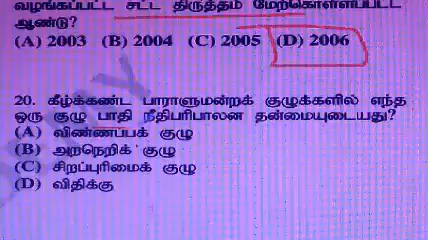 வழங்கப்பட்ட சட்ட திருத்தம் மேற்கொள்ளப்பட்ட
ஆண்டு?
(A) 2003 (B) 2004 (C) 2005 (D) 2006
20. கீழ்க்கண்ட பாராளுமன்றக் குழுக்களில் எந்த
ஒரு குழு பாதி நீதிபரிபாலன தன்மையுடையது?
(A) விண்ணப்பக் குழு
(B) அறநெறிக் குழு
(C) சிறப்புரிமைக் குழு
(D) விதிக்கு